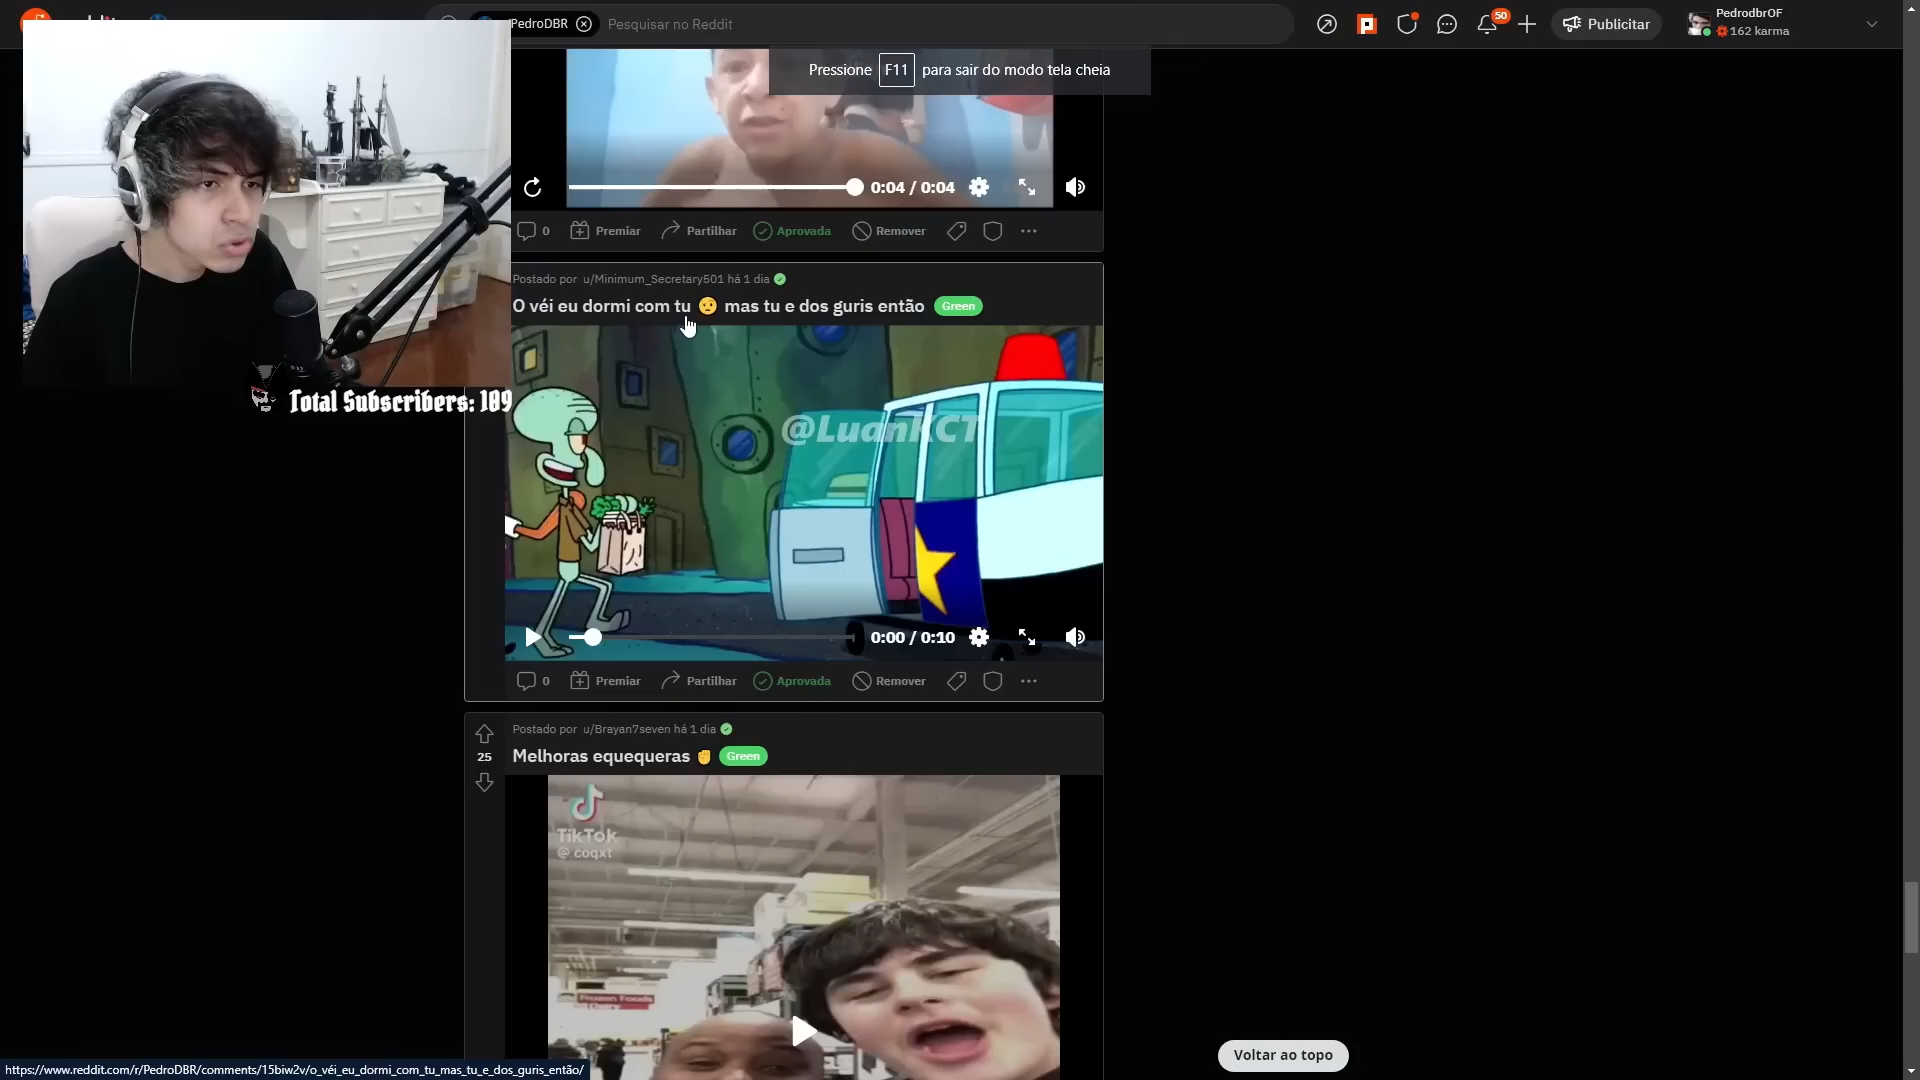 PedroDBR
Pesquisar no Reddit
50
Publicitar
PedrodbrOF
162 karma
Pressione F11 para sair do modo tela cheia
0:04 / 0:04
0
Premiar
Partilhar
Aprovada
Remover
Postado por u/Minimum_Secretary501 há 1 dia
O véi eu dormi com tu 🤨 mas tu e dos guris então
Green
Total Subscribers: 109
@LuanKCT
0:00 / 0:10
0
Premiar
Partilhar
Aprovada
Remover
Postado por u/Brayan7seven há 1 dia
25
Melhoras equequeras ✊
Green
TikTok
@ coqxt
Frozen Foods
Dairy
Voltar ao topo
https://www.reddit.com/r/PedroDBR/comments/15biw2v/o_véi_eu_dormi_com_tu_mas_tu_e_dos_guris_então/